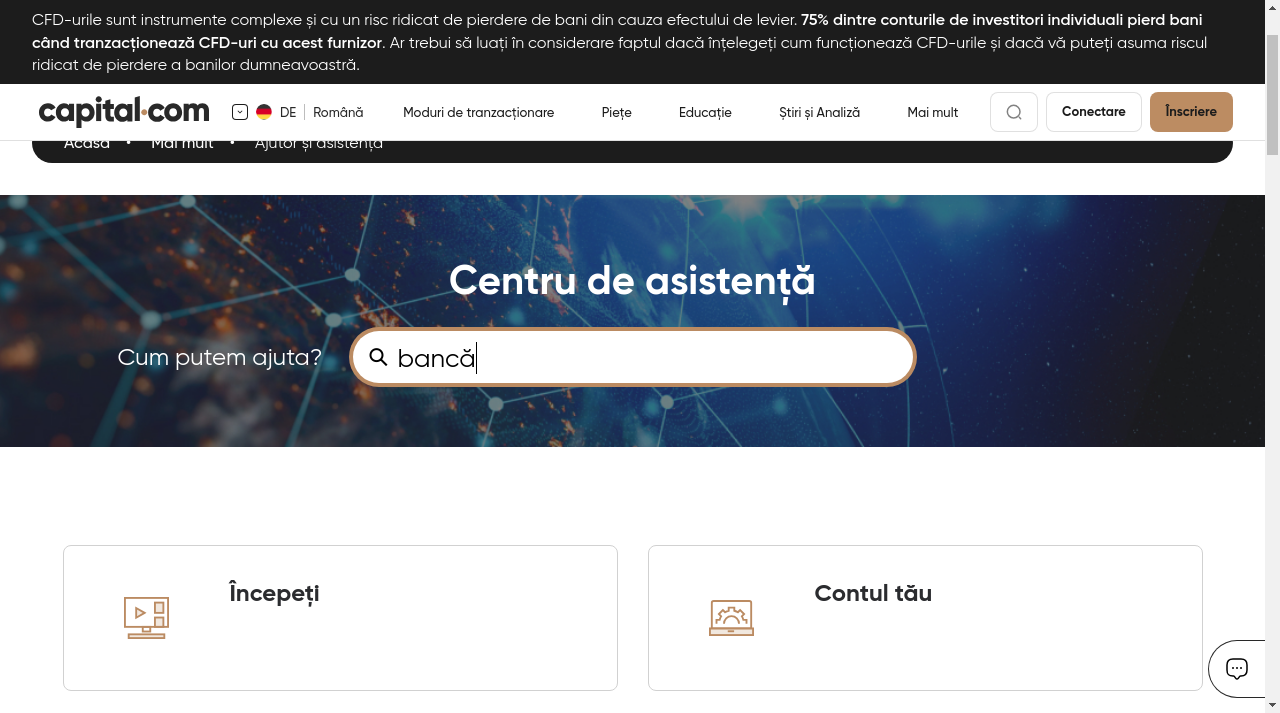 CFD-urile sunt instrumente complexe și cu un risc ridicat de pierdere de bani din cauza efectului de levier. 75% dintre conturile de investitori individuali pierd bani
când tranzacționează CFD-uri cu acest furnizor. Ar trebui să luați în considerare faptul dacă înțelegeți cum funcționează CFD-urile și dacă vă puteți asuma riscul
ridicat de pierdere a banilor dumneavoastră.
capital.com DE Română Moduri de tranzacționare Piețe Educație Știri și Analiză Mai mult Conectare Înscriere
Acasă • Mai mult • Ajutor și asistență
Centru de asistență
Cum putem ajuta? bancă
Începeți Contul tău